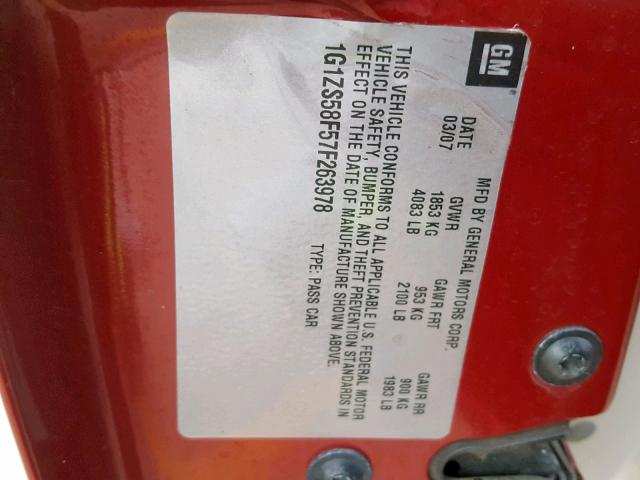 GM
MFD BY GENERAL MOTORS CORP.
DATE GVWR GAWR FRT GAWR RR
03/07 1853 KG 953 KG 900 KG
4083 LB 2100 LB 1983 LB
THIS VEHICLE CONFORMS TO ALL APPLICABLE U.S. FEDERAL MOTOR
VEHICLE SAFETY, BUMPER, AND THEFT PREVENTION STANDARDS IN
EFFECT ON THE DATE OF MANUFACTURE SHOWN ABOVE.
1G1ZS58F57F263978 TYPE: PASS CAR